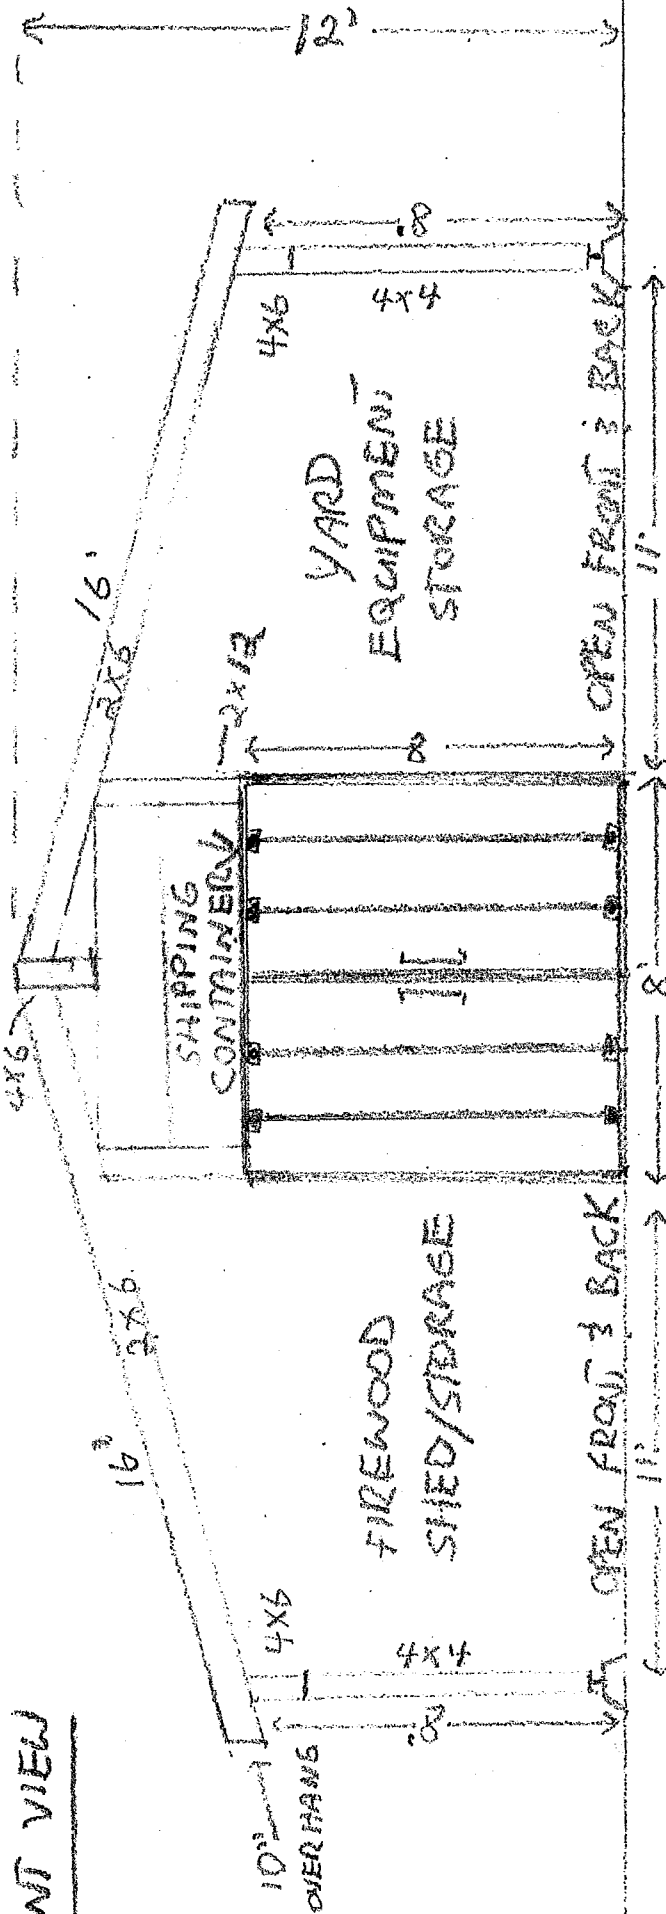 NT VIEW
12'
4x6
16'
2x6
16'
2x6
10"
OVERHANG
4x6
SHIPPING
CONTAINER
2x12
4x6
8'
4x4
FIREWOOD
SHED/STORAGE
8
YARD
EQUIPMENT
STORAGE
4x4
8'
OPEN FRONT & BACK
OPEN FRONT & BACK
11'
8'
11'